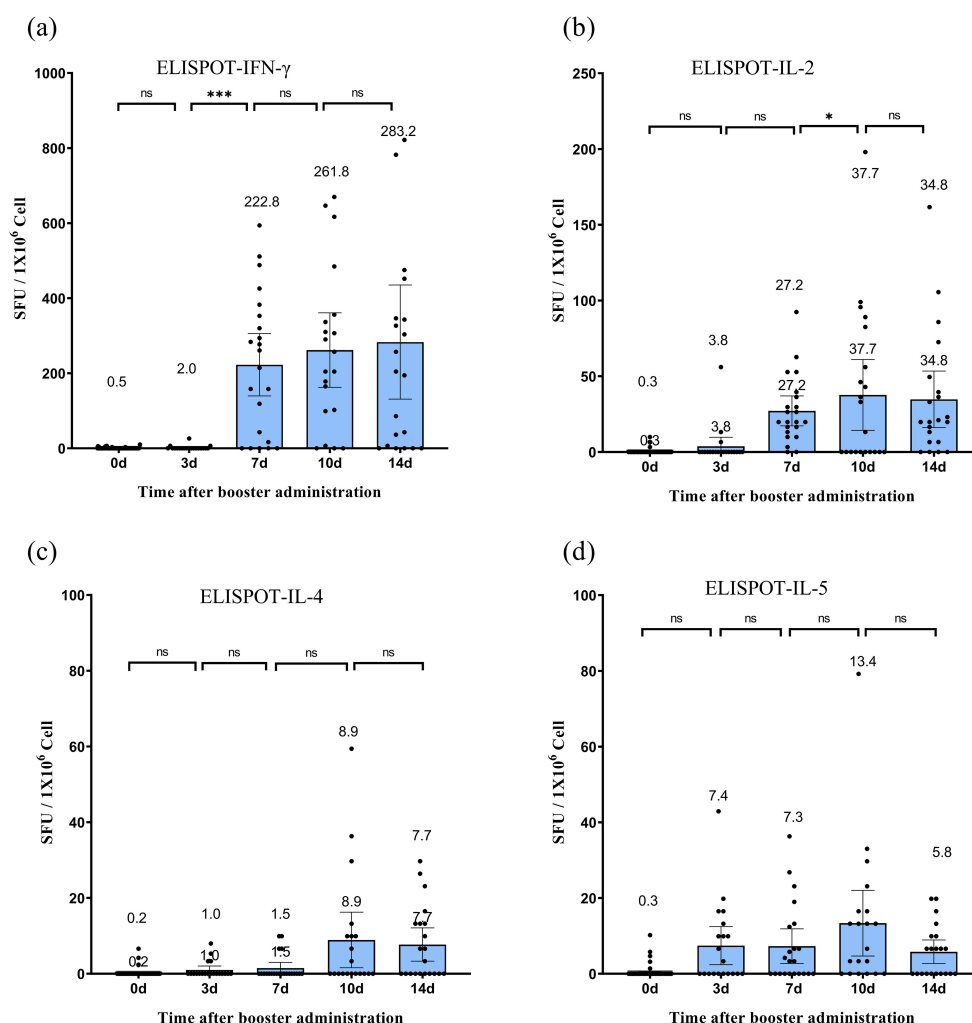 (a)
ELISPOT-IFN-γ
ns
***
ns
ns
1000
800
600
400
200
0
SFU / 1X10⁶ Cell
0.5
2.0
222.8
261.8
283.2
0d
3d
7d
10d
14d
Time after booster administration
(b)
ELISPOT-IL-2
ns
ns
*
ns
250
200
150
100
50
0
SFU / 1X10⁶ Cell
0.3
3.8
27.2
37.7
34.8
0.3
3.8
27.2
37.7
34.8
0d
3d
7d
10d
14d
Time after booster administration
(c)
ELISPOT-IL-4
ns
ns
ns
ns
100
80
60
40
20
0
SFU / 1X10⁶ Cell
0.2
1.0
1.5
8.9
7.7
0.2
1.0
1.5
8.9
7.7
0d
3d
7d
10d
14d
Time after booster administration
(d)
ELISPOT-IL-5
ns
ns
ns
ns
100
80
60
40
20
0
SFU / 1X10⁶ Cell
0.3
7.4
7.3
13.4
5.8
0d
3d
7d
10d
14d
Time after booster administration